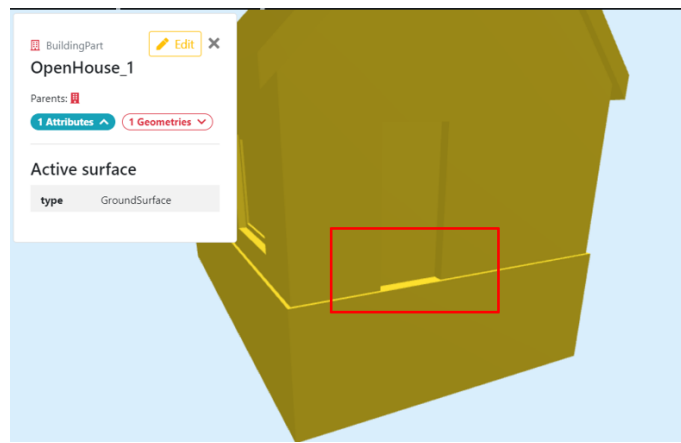 BuildingPart
Edit
OpenHouse_1
Parents:
1 Attributes
1 Geometries
Active surface
type GroundSurface